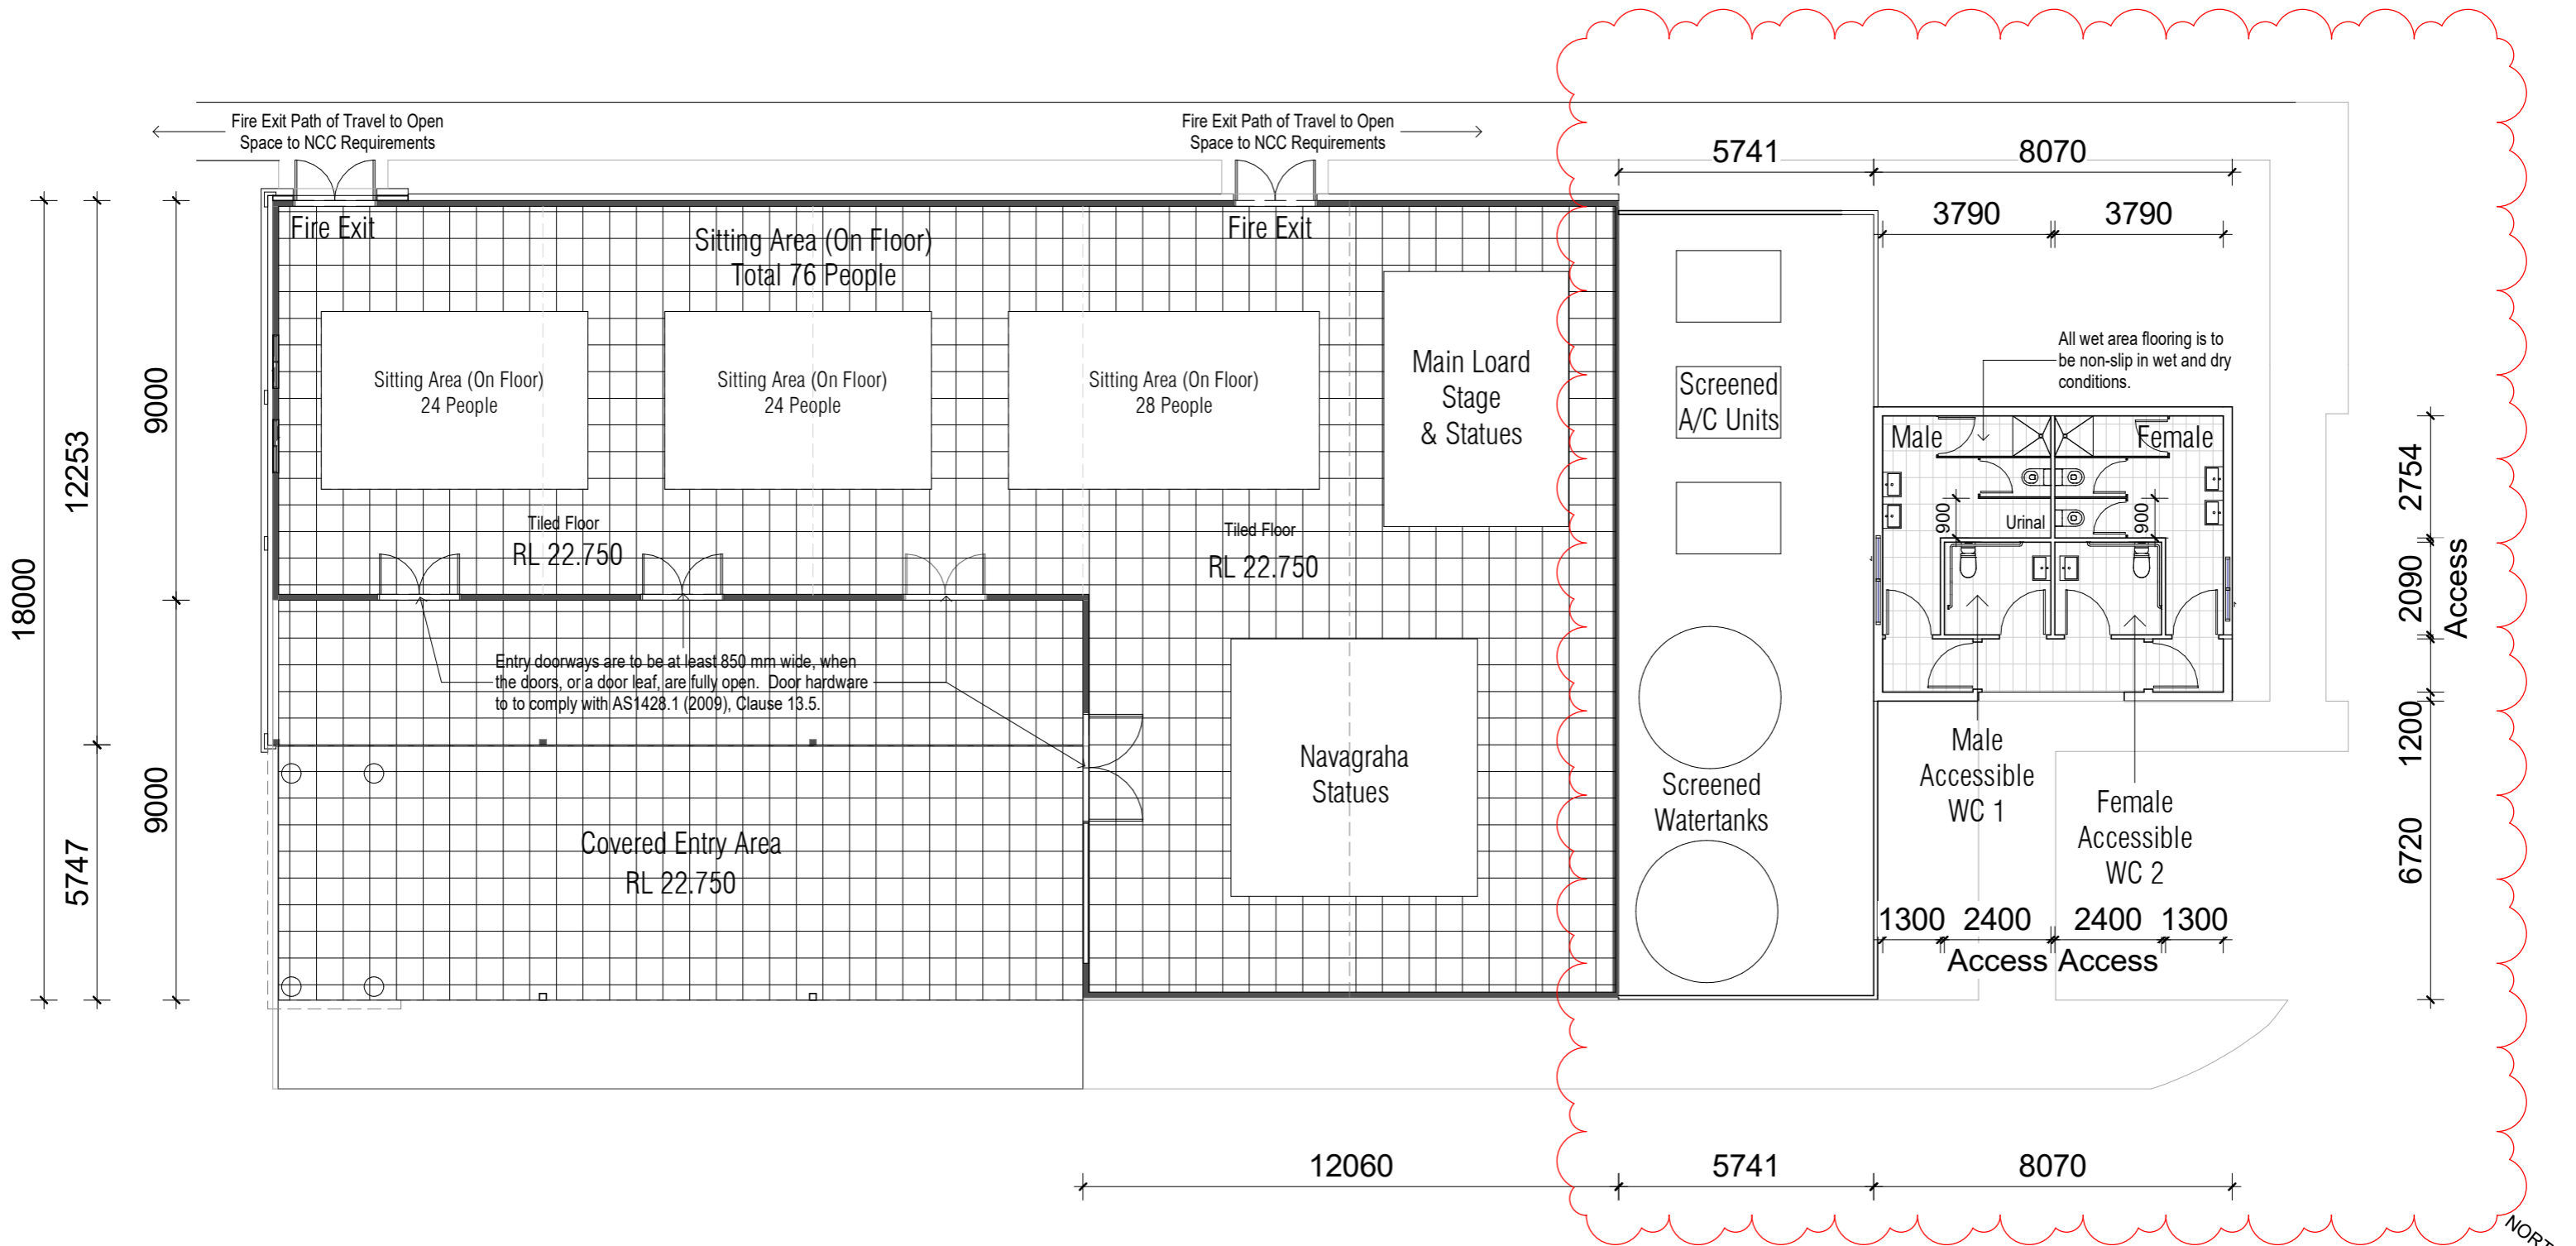 Fire Exit Path of Travel to Open
Space to NCC Requirements
Fire Exit Path of Travel to Open
Space to NCC Requirements
5741
8070
3790
3790
Fire Exit
Sitting Area (On Floor)
Total 76 People
Fire Exit
Sitting Area (On Floor)
24 People
Sitting Area (On Floor)
24 People
Sitting Area (On Floor)
28 People
Main Loard
Stage
& Statues
Screened
A/C Units
All wet area flooring is to
be non-slip in wet and dry
conditions.
Male
Female
900
Urinal
900
18000
12253
5747
9000
9000
Tiled Floor
RL 22.750
Tiled Floor
RL 22.750
Entry doorways are to be at least 850 mm wide, when
the doors, or a door leaf, are fully open. Door hardware
to to comply with AS1428.1 (2009), Clause 13.5.
Covered Entry Area
RL 22.750
Navagraha
Statues
Screened
Watertanks
Male
Accessible
WC 1
Female
Accessible
WC 2
2754
2090
Access
1200
6720
1300
2400
2400
1300
Access
Access
12060
5741
8070
NORT